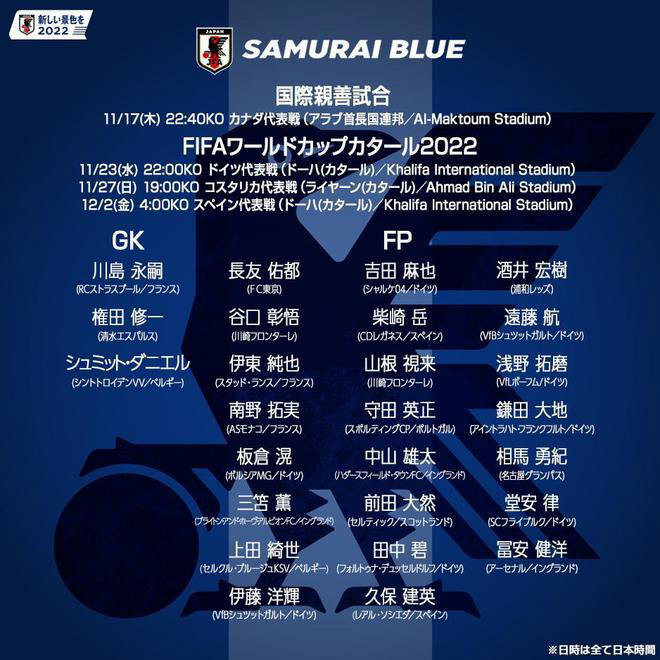 新しい景色を
2022
JAPAN
JFA
SAMURAI BLUE
国際親善試合
11/17(木) 22:40KO カナダ代表戦(アラブ首長国連邦／Al-Maktoum Stadium)
FIFAワールドカップカタール2022
11/23(水) 22:00KO ドイツ代表戦(ドーハ(カタール)／Khalifa International Stadium)
11/27(日) 19:00KO コスタリカ代表戦(ライヤーン(カタール)／Ahmad Bin Ali Stadium)
12/2(金) 4:00KO スペイン代表戦(ドーハ(カタール)／Khalifa International Stadium)
GK
川島 永嗣
(RCストラスブール／フランス)
権田 修一
(清水エスパルス)
シュミット・ダニエル
(シントトロイデンVV／ベルギー)
FP
長友 佑都
(FC東京)
吉田 麻也
(シャルケ04／ドイツ)
酒井 宏樹
(浦和レッズ)
谷口 彰悟
(川崎フロンターレ)
柴崎 岳
(CDレガネス／スペイン)
遠藤 航
(VfBシュツットガルト／ドイツ)
伊東 純也
(スタッド・ランス／フランス)
山根 視来
(川崎フロンターレ)
浅野 拓磨
(VfLボーフム／ドイツ)
南野 拓実
(ASモナコ／フランス)
守田 英正
(スポルティングCP／ポルトガル)
鎌田 大地
(アイントラハト・フランクフルト／ドイツ)
板倉 滉
(ボルシアMG／ドイツ)
中山 雄太
(ハダースフィールド・タウンFC／イングランド)
相馬 勇紀
(名古屋グランパス)
三笘 薫
(ブライトンアンドホーヴアルビオンFC／イングランド)
前田 大然
(セルティック／スコットランド)
堂安 律
(SCフライブルク／ドイツ)
上田 綺世
(セルクル・ブルージュKSV／ベルギー)
田中 碧
(フォルトゥナ・デュッセルドルフ／ドイツ)
冨安 健洋
(アーセナル／イングランド)
伊藤 洋輝
(VfBシュツットガルト／ドイツ)
久保 建英
(レアル・ソシエダ／スペイン)
※日時は全て日本時間